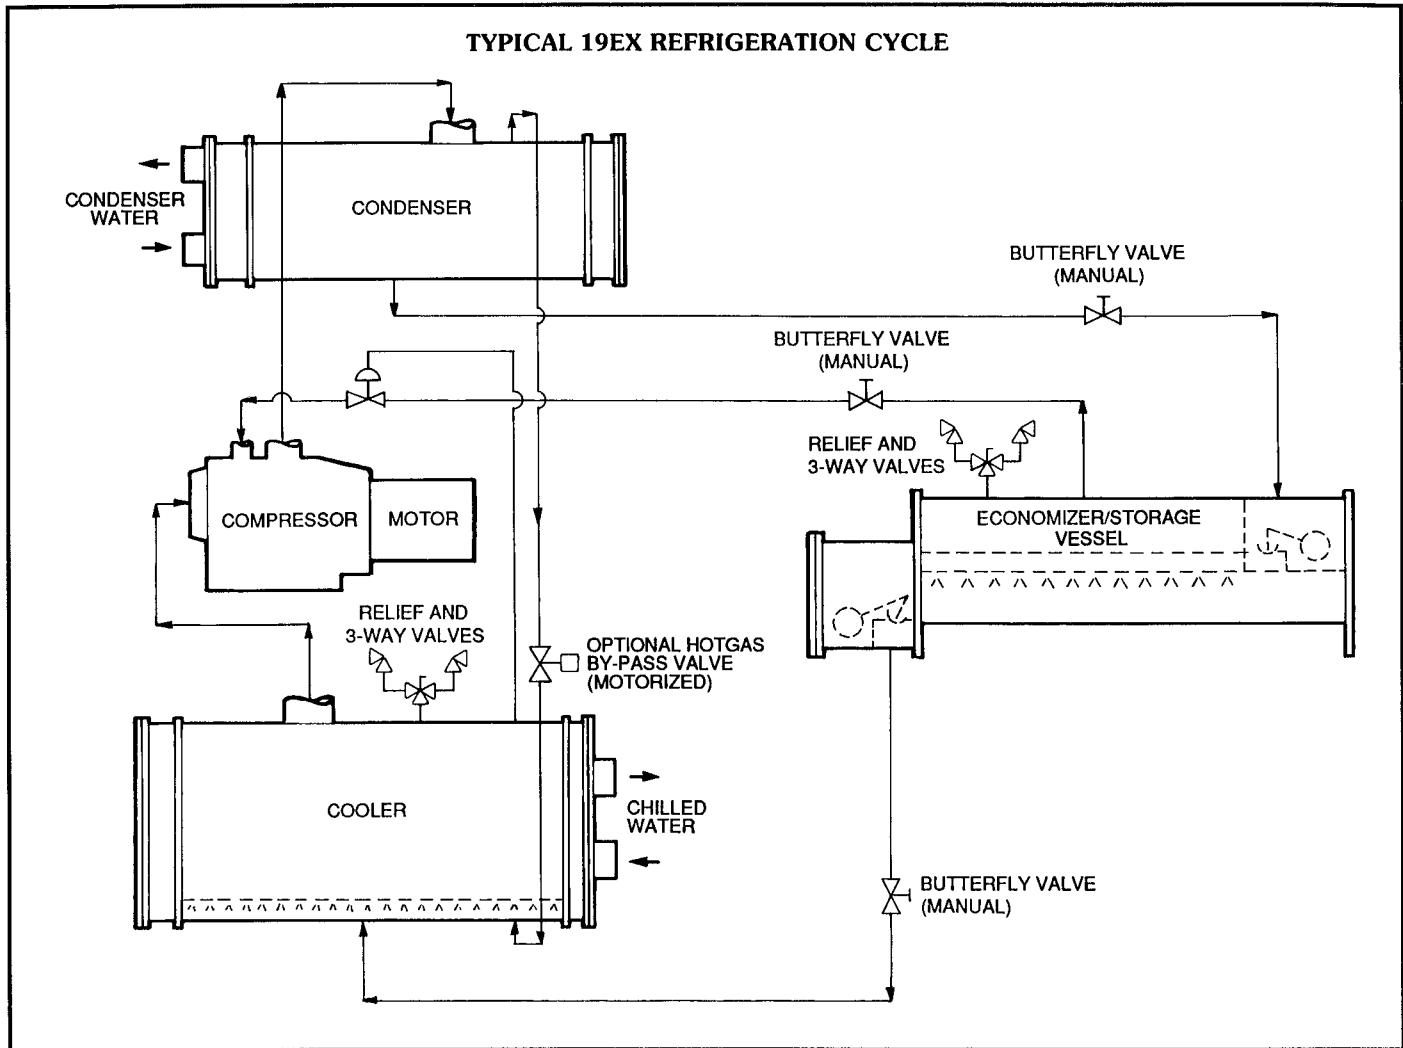 TYPICAL 19EX REFRIGERATION CYCLE
CONDENSER
WATER
CONDENSER
BUTTERFLY VALVE
(MANUAL)
BUTTERFLY VALVE
(MANUAL)
RELIEF AND
3-WAY VALVES
COMPRESSOR
MOTOR
ECONOMIZER/STORAGE
VESSEL
RELIEF AND
3-WAY VALVES
OPTIONAL HOTGAS
BY-PASS VALVE
(MOTORIZED)
COOLER
CHILLED
WATER
BUTTERFLY VALVE
(MANUAL)